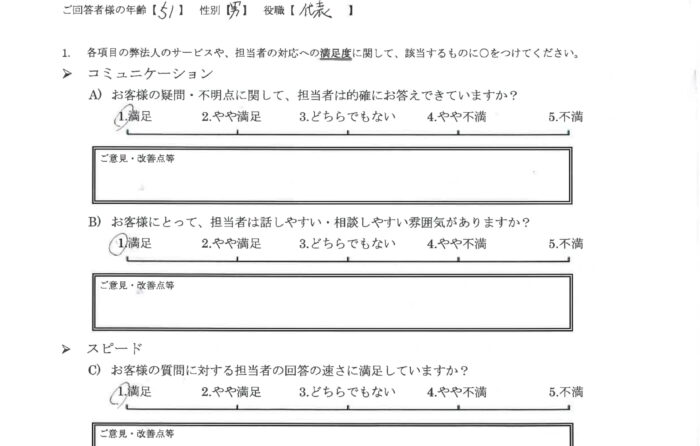 ご回答者様の年齢【51】 性別【男】 役職【代表】
1. 各項目の弊法人のサービスや、担当者の対応への満足度に関して、該当するものに○をつけてください。
➢ コミュニケーション
A) お客様の疑問・不明点に関して、担当者は的確にお答えできていますか？
1.満足 2.やや満足 3.どちらでもない 4.やや不満 5.不満
ご意見・改善点等
B) お客様にとって、担当者は話しやすい・相談しやすい雰囲気がありますか？
1.満足 2.やや満足 3.どちらでもない 4.やや不満 5.不満
ご意見・改善点等
➢ スピード
C) お客様の質問に対する担当者の回答の速さに満足していますか？
1.満足 2.やや満足 3.どちらでもない 4.やや不満 5.不満
ご意見・改善点等